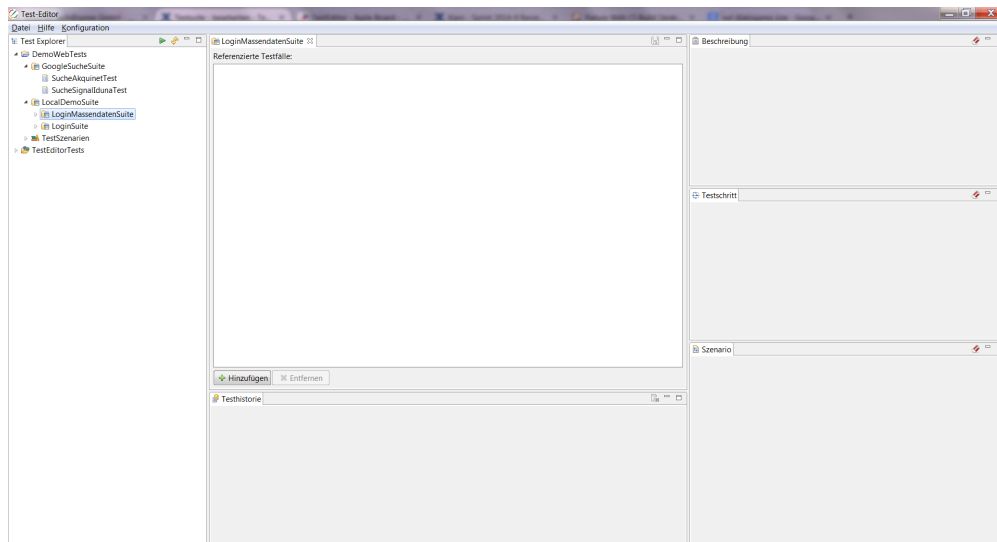 Test-Editor
Datei Hilfe Konfiguration
Test Explorer
DemoWebTests
GoogleSucheSuite
SucheAkquinetTest
SucheSignalIdunaTest
LocalDemoSuite
LoginMassendatenSuite
LoginSuite
TestSzenarien
TestEditorTests
LoginMassendatenSuite
Referenzierte Testfälle:
Hinzufügen Entfernen
Testhistorie
Beschreibung
Testschritt
Szenario